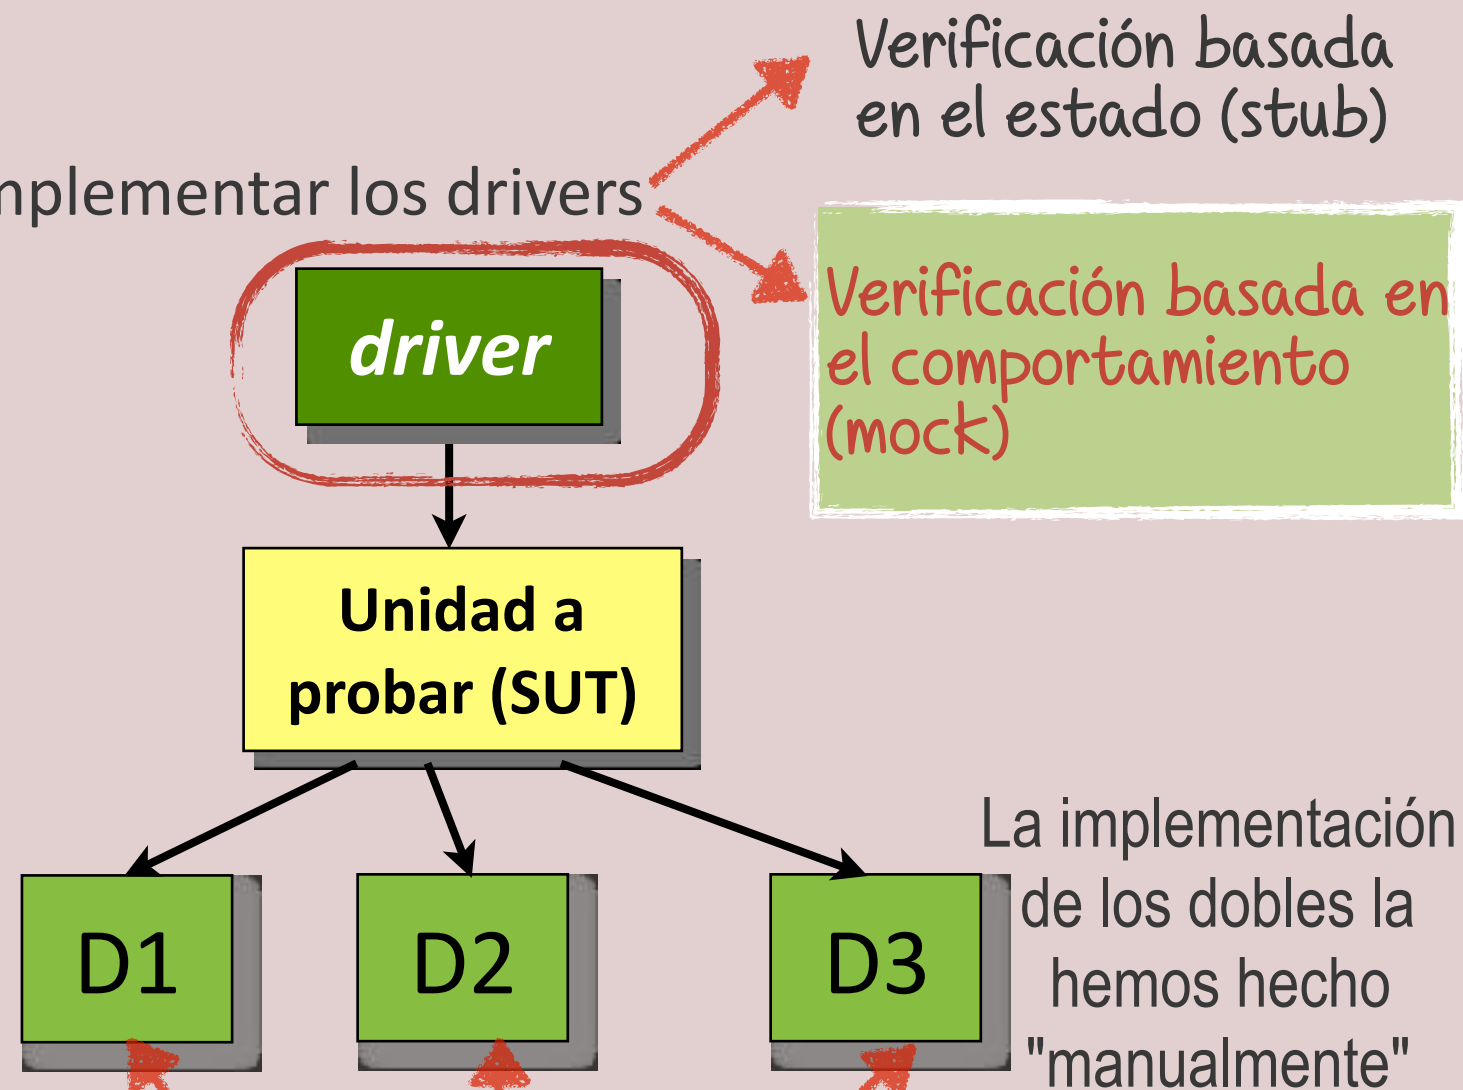 Verificación basada
en el estado (stub)
mplementar los drivers
Verificación basada en
el comportamiento
(mock)
driver
Unidad a
probar (SUT)
La implementación
de los dobles la
hemos hecho
"manualmente"
D1
D2
D3